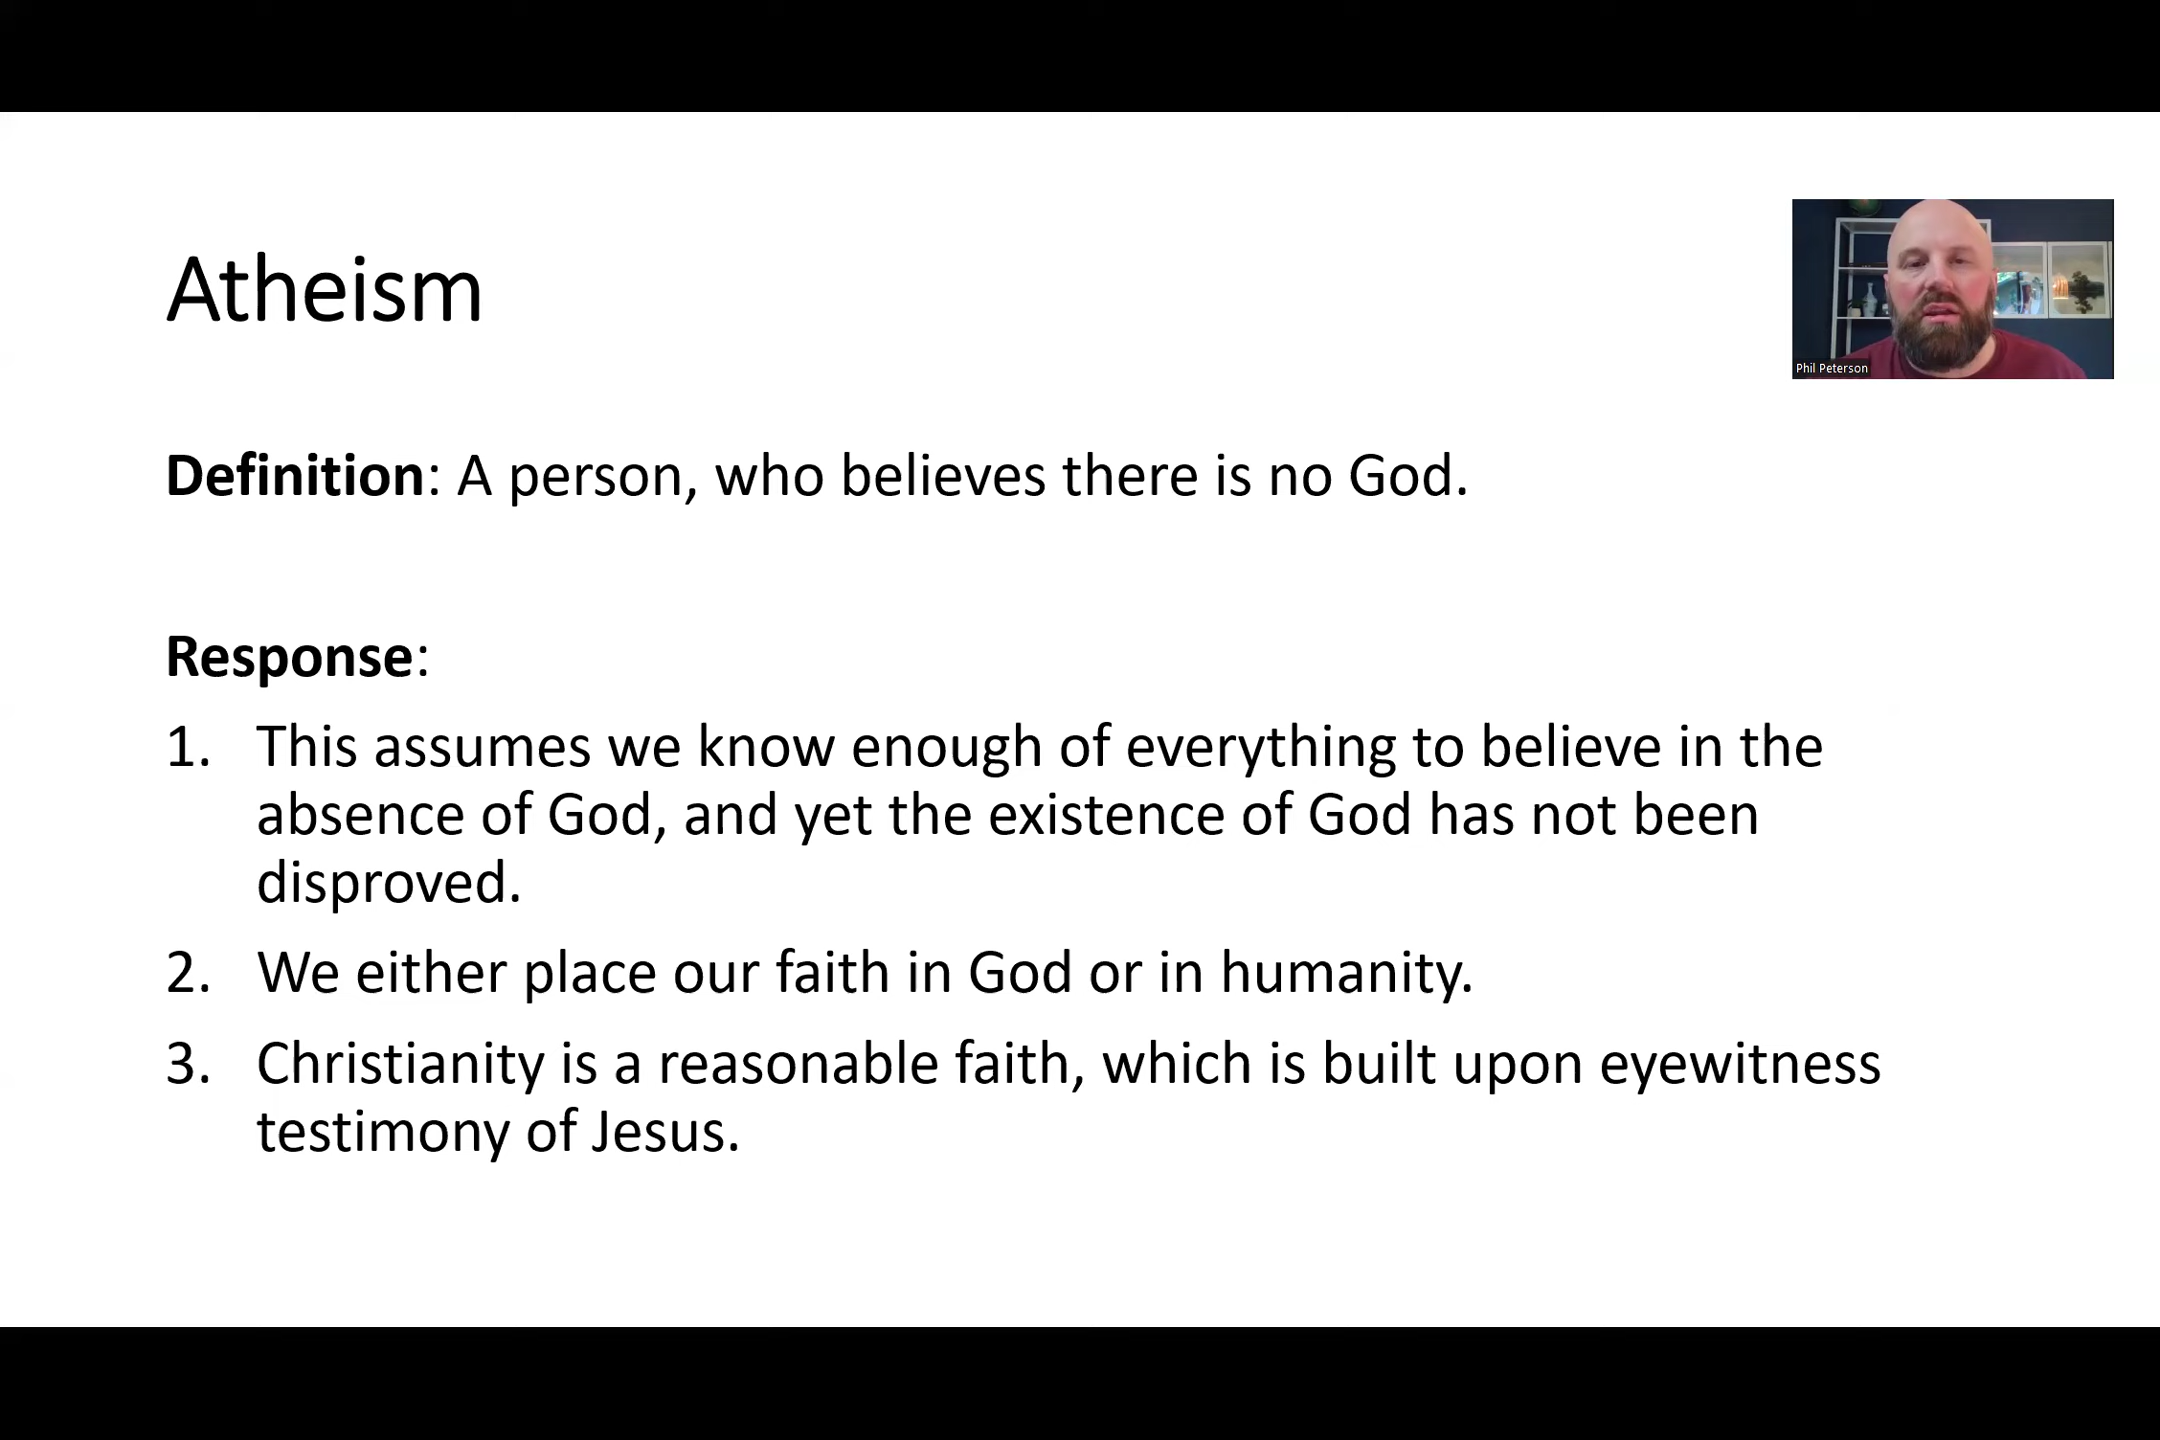 Atheism
Phil Peterson
Definition: A person, who believes there is no God.
Response:
1. This assumes we know enough of everything to believe in the
absence of God, and yet the existence of God has not been
disproved.
2. We either place our faith in God or in humanity.
3. Christianity is a reasonable faith, which is built upon eyewitness
testimony of Jesus.